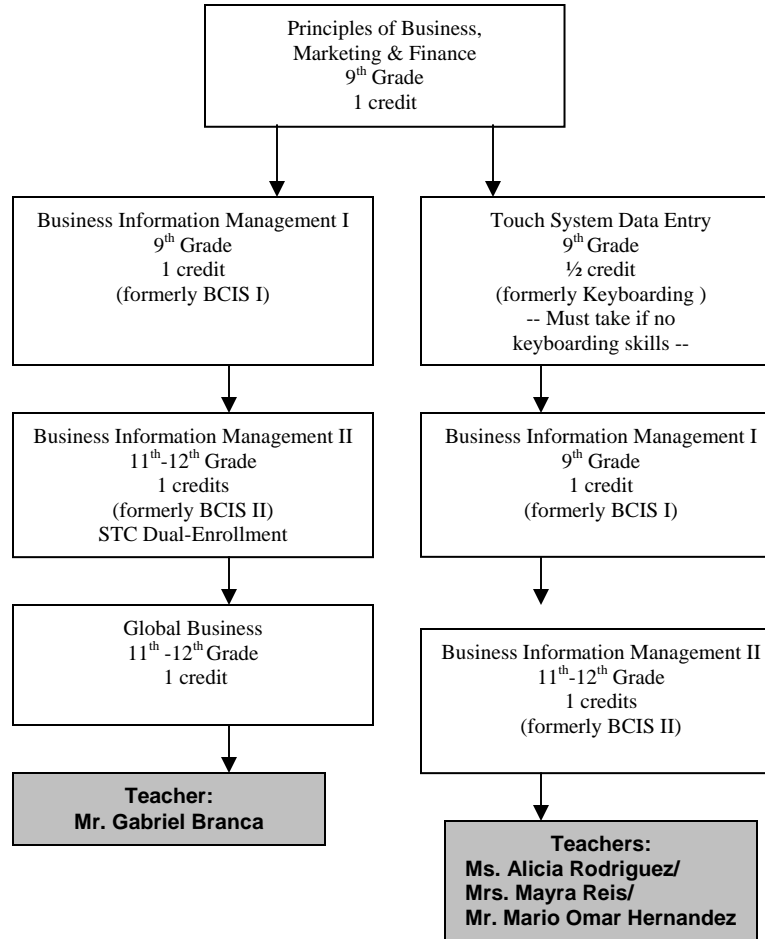 Principles of Business,
Marketing & Finance
9th Grade
1 credit
Business Information Management I
9th Grade
1 credit
(formerly BCIS I)
Touch System Data Entry
9th Grade
½ credit
(formerly Keyboarding )
-- Must take if no
keyboarding skills --
Business Information Management II
11th-12th Grade
1 credits
(formerly BCIS II)
STC Dual-Enrollment
Business Information Management I
9th Grade
1 credit
(formerly BCIS I)
Global Business
11th -12th Grade
1 credit
Business Information Management II
11th-12th Grade
1 credits
(formerly BCIS II)
Teacher:
Mr. Gabriel Branca
Teachers:
Ms. Alicia Rodriguez/
Mrs. Mayra Reis/
Mr. Mario Omar Hernandez